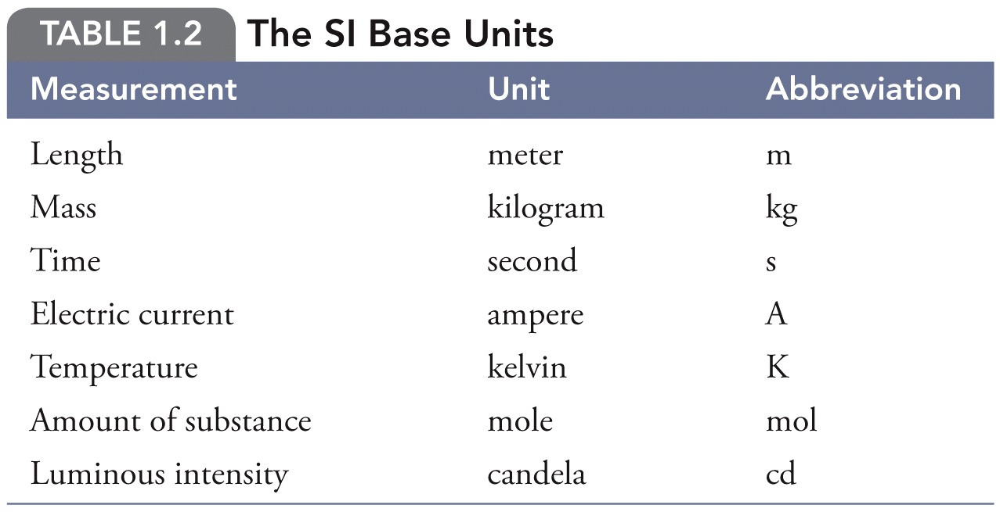 TABLE 1.2 The SI Base Units
Measurement Unit Abbreviation
Length meter m
Mass kilogram kg
Time second s
Electric current ampere A
Temperature kelvin K
Amount of substance mole mol
Luminous intensity candela cd